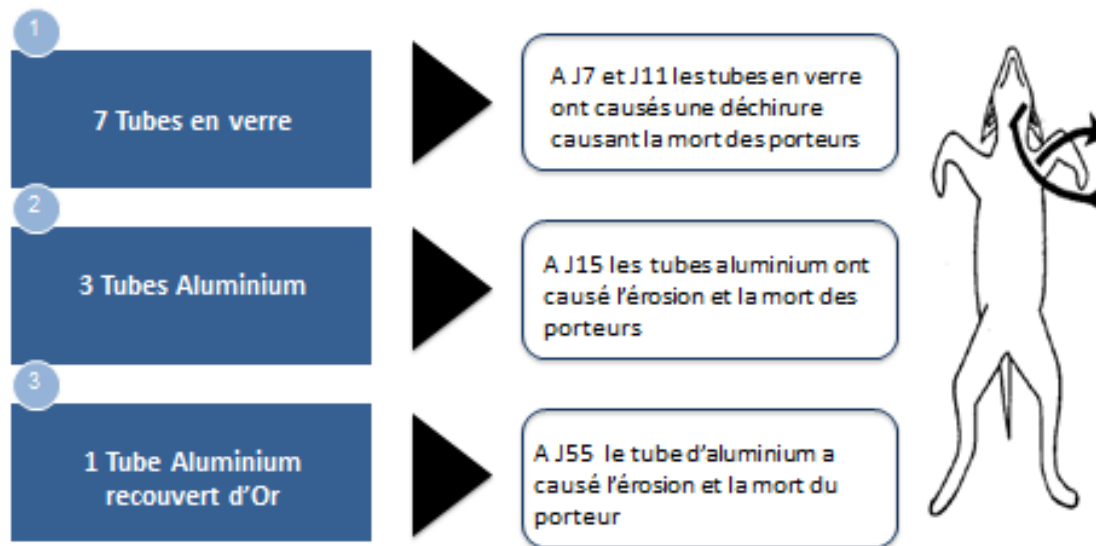 1
7 Tubes en verre
A J7 et J11 les tubes en verre
ont causés une déchirure
causant la mort des porteurs
2
3 Tubes Aluminium
A J15 les tubes aluminium ont
causé l'érosion et la mort des
porteurs
3
1 Tube Aluminium
recouvert d'Or
A J55 le tube d'aluminium a
causé l'érosion et la mort du
porteur